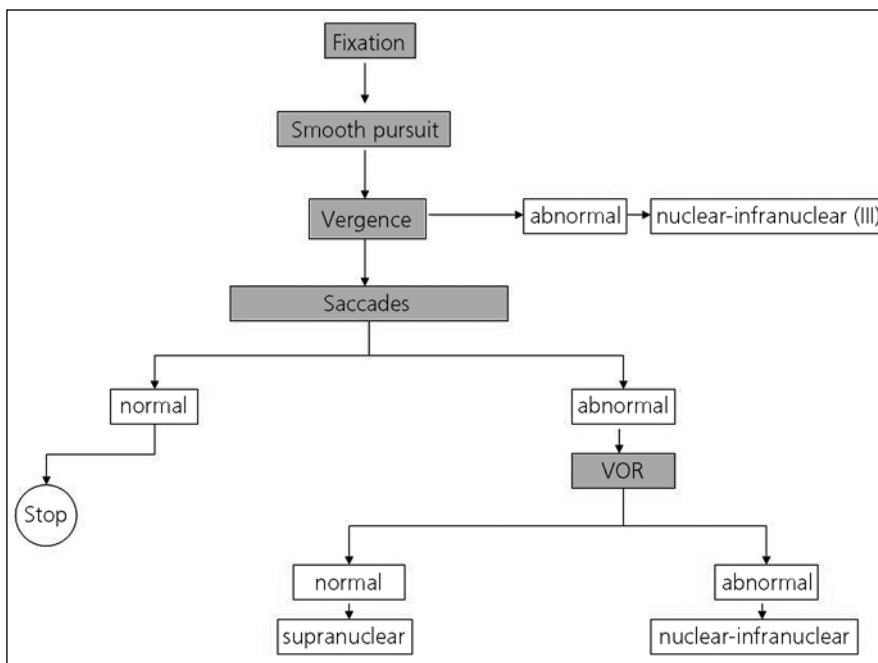 Fixation
Smooth pursuit
Vergence
abnormal
nuclear-infranuclear (III)
Saccades
normal
abnormal
VOR
Stop
normal
abnormal
supranuclear
nuclear-infranuclear